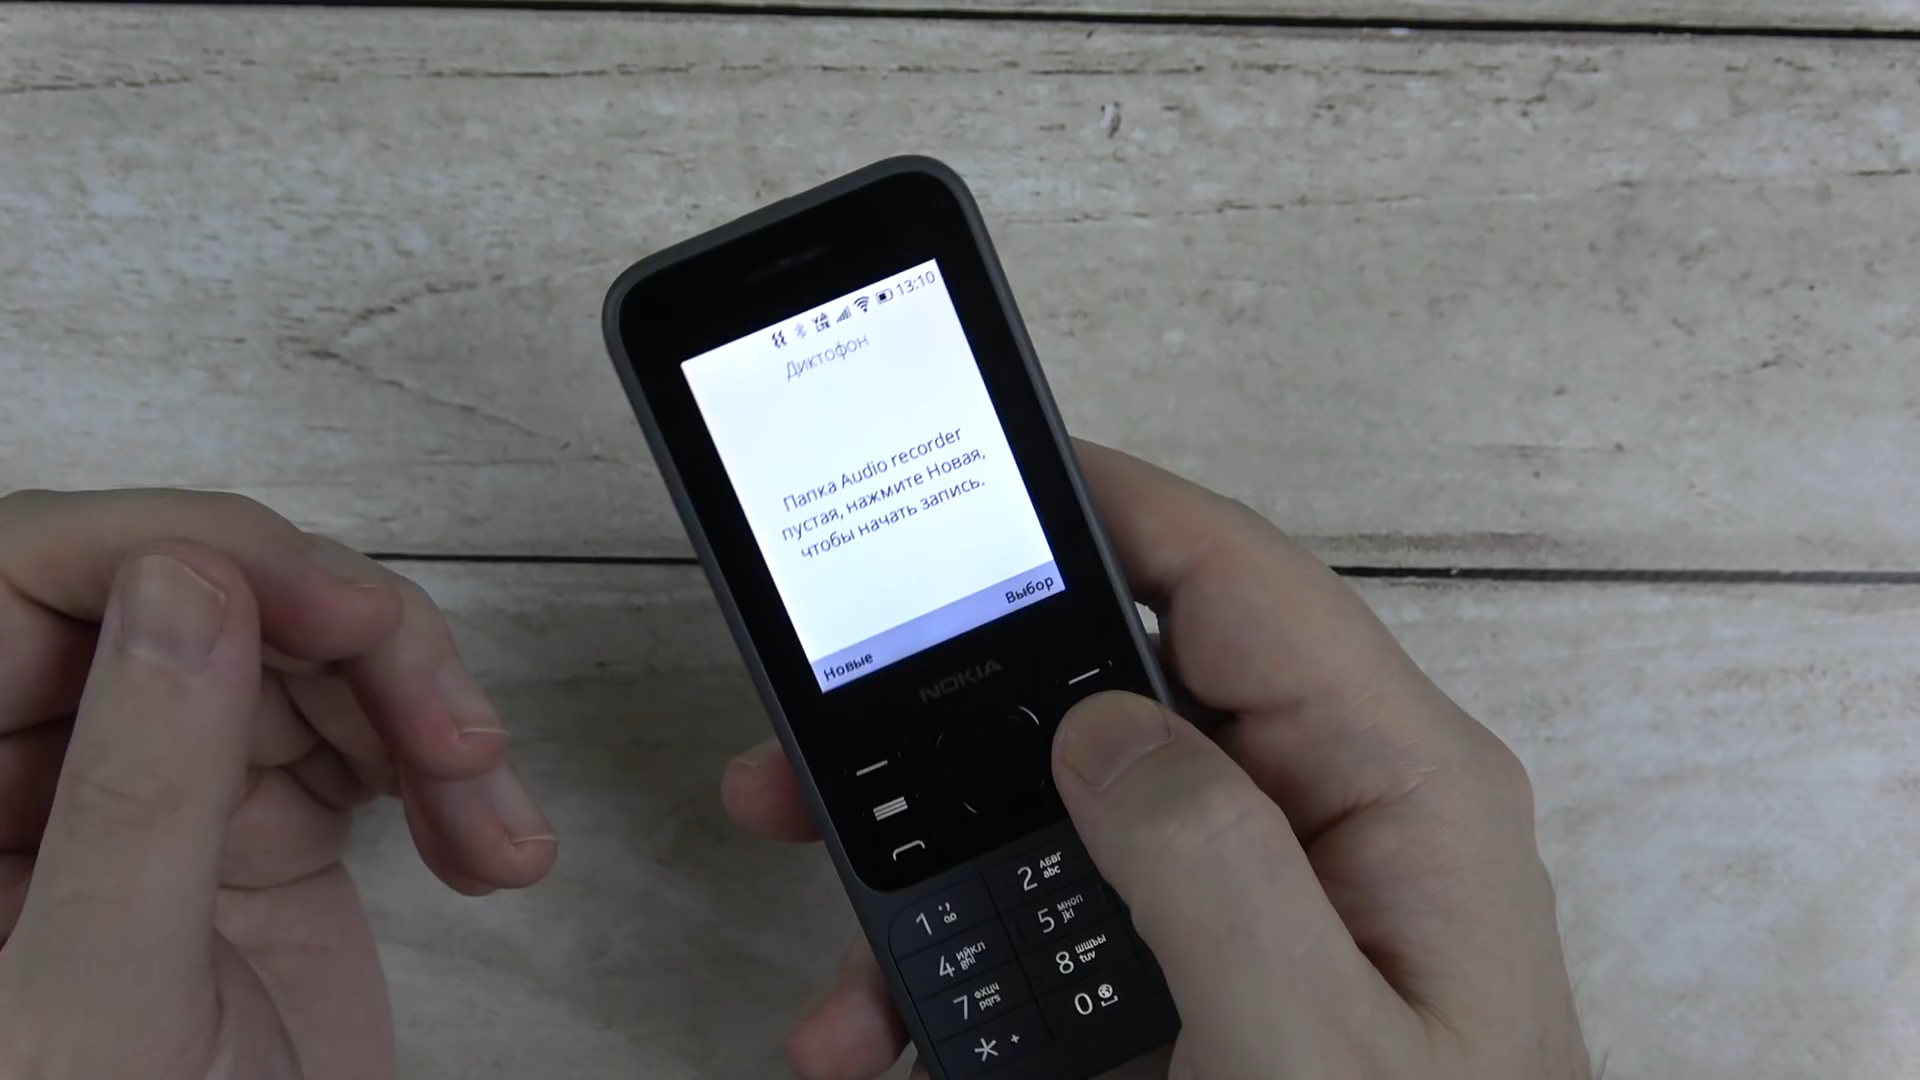 13:10
Диктофон
Папка Audio recorder
пустая, нажмите Новая,
чтобы начать запись.
Новые Выбор
NOKIA
1
2 АБВГ abc
4 ИЙКЛ ghi
5 МНОП jkl
7 ФХЦЧ pqrs
8 ШЩЪЫ tuv
* +
0